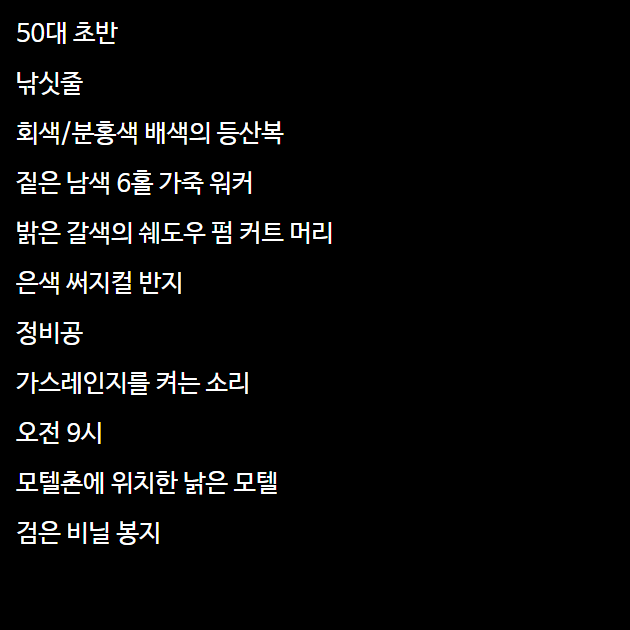 50대 초반
낚싯줄
회색/분홍색 배색의 등산복
짙은 남색 6홀 가죽 워커
밝은 갈색의 쉐도우 펌 커트 머리
은색 써지컬 반지
정비공
가스레인지를 켜는 소리
오전 9시
모텔촌에 위치한 낡은 모텔
검은 비닐 봉지